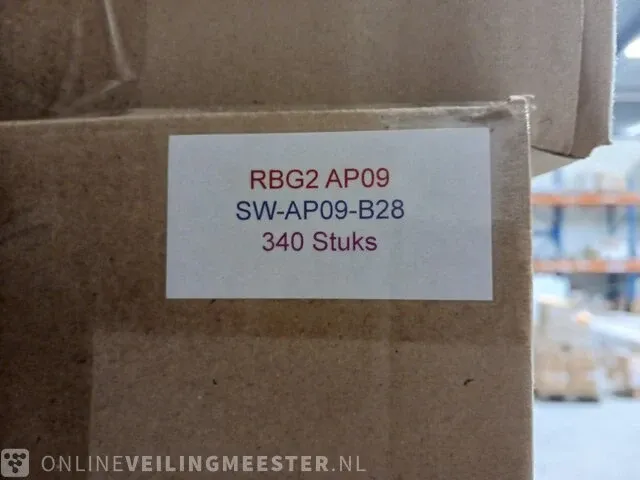 RBG2 AP09
SW-AP09-B28
340 Stuks
ONLINEVEILINGMEESTER.NL